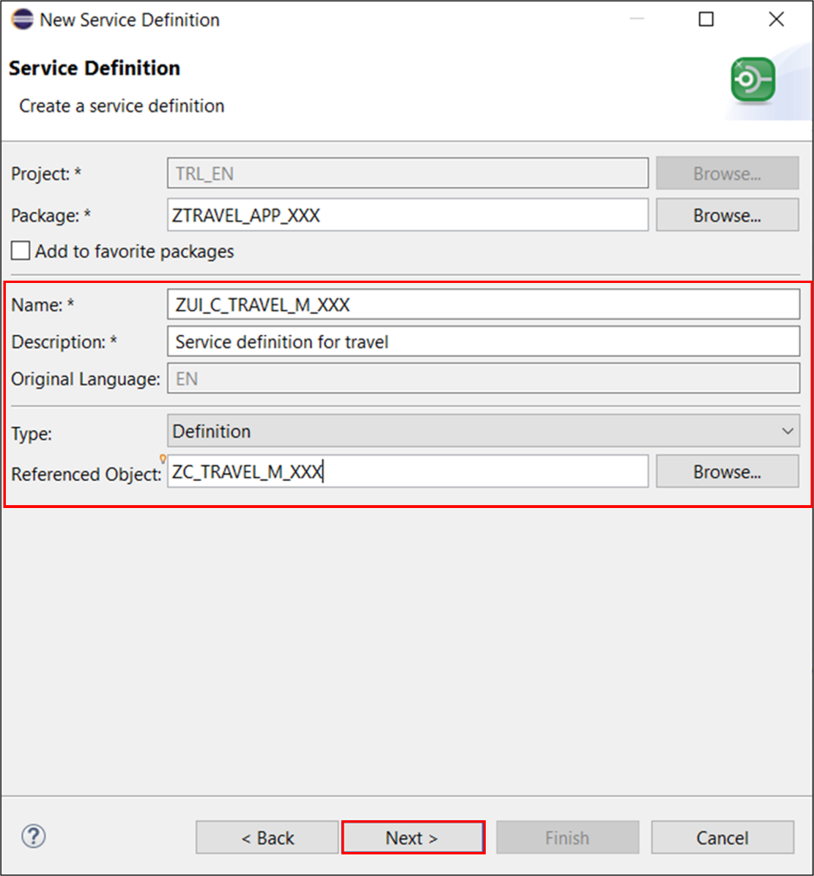 New Service Definition
Service Definition
Create a service definition
Project: * TRL_EN Browse...
Package: * ZTRAVEL_APP_XXX Browse...
Add to favorite packages
Name: * ZUI_C_TRAVEL_M_XXX
Description: * Service definition for travel
Original Language: EN
Type: Definition
Referenced Object: ZC_TRAVEL_M_XXX Browse...
? < Back Next > Finish Cancel